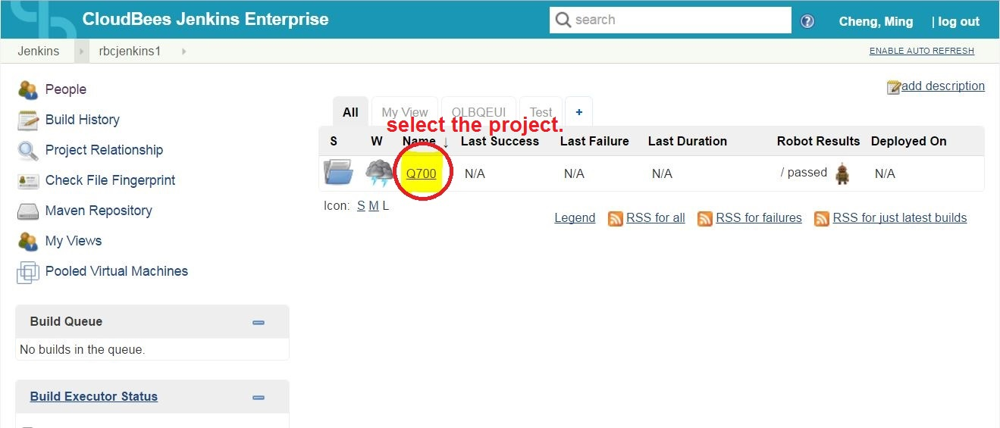 CloudBees Jenkins Enterprise
search
Cheng, Ming
| log out
Jenkins
rbcjenkins1
ENABLE AUTO REFRESH
People
Build History
Project Relationship
Check File Fingerprint
Maven Repository
My Views
Pooled Virtual Machines
add description
All
My View
OLBQEUI
Test
+
select the project.
S
W
Name ↓
Last Success
Last Failure
Last Duration
Robot Results
Deployed On
Q700
N/A
N/A
N/A
/ passed
N/A
Icon: S M L
Legend
RSS for all
RSS for failures
RSS for just latest builds
Build Queue
No builds in the queue.
Build Executor Status